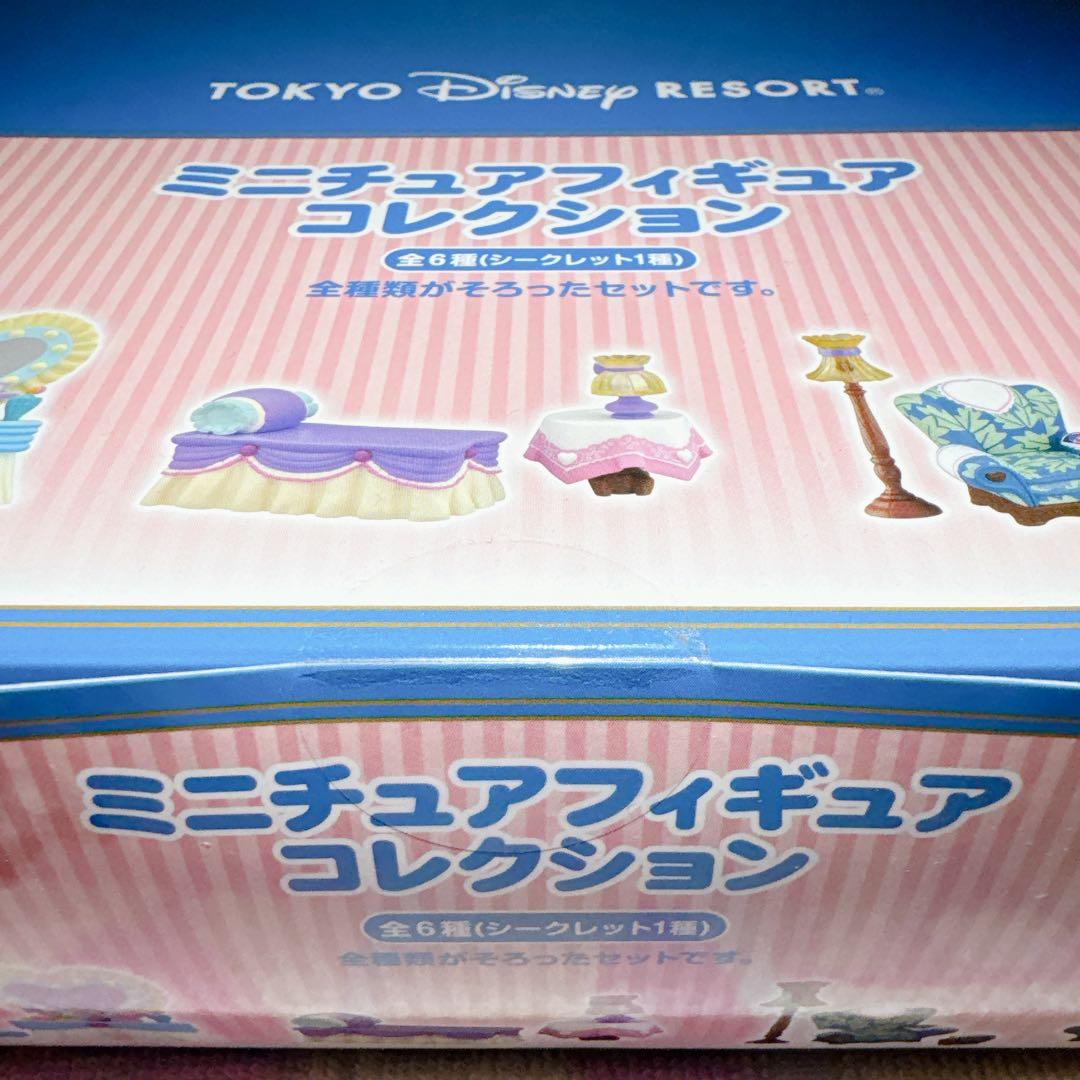 TOKYO Disney RESORT®
ミニチュアフィギュア
コレクション
全6種(シークレット1種)
全種類がそろったセットです。
ミニチュアフィギュア
コレクション
全6種(シークレット1種)
全種類がそろったセットです。